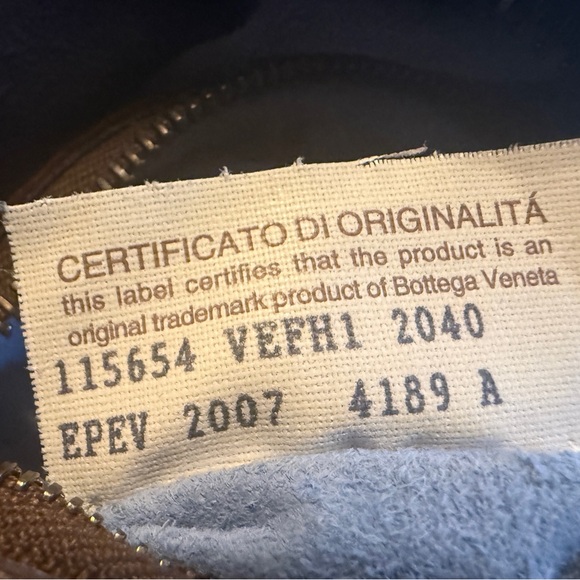 CERTIFICATO DI ORIGINALITÁ
this label certifies that the product is an
original trademark product of Bottega Veneta
115654 VEFH1 2040
EPEV 2007 4189 A